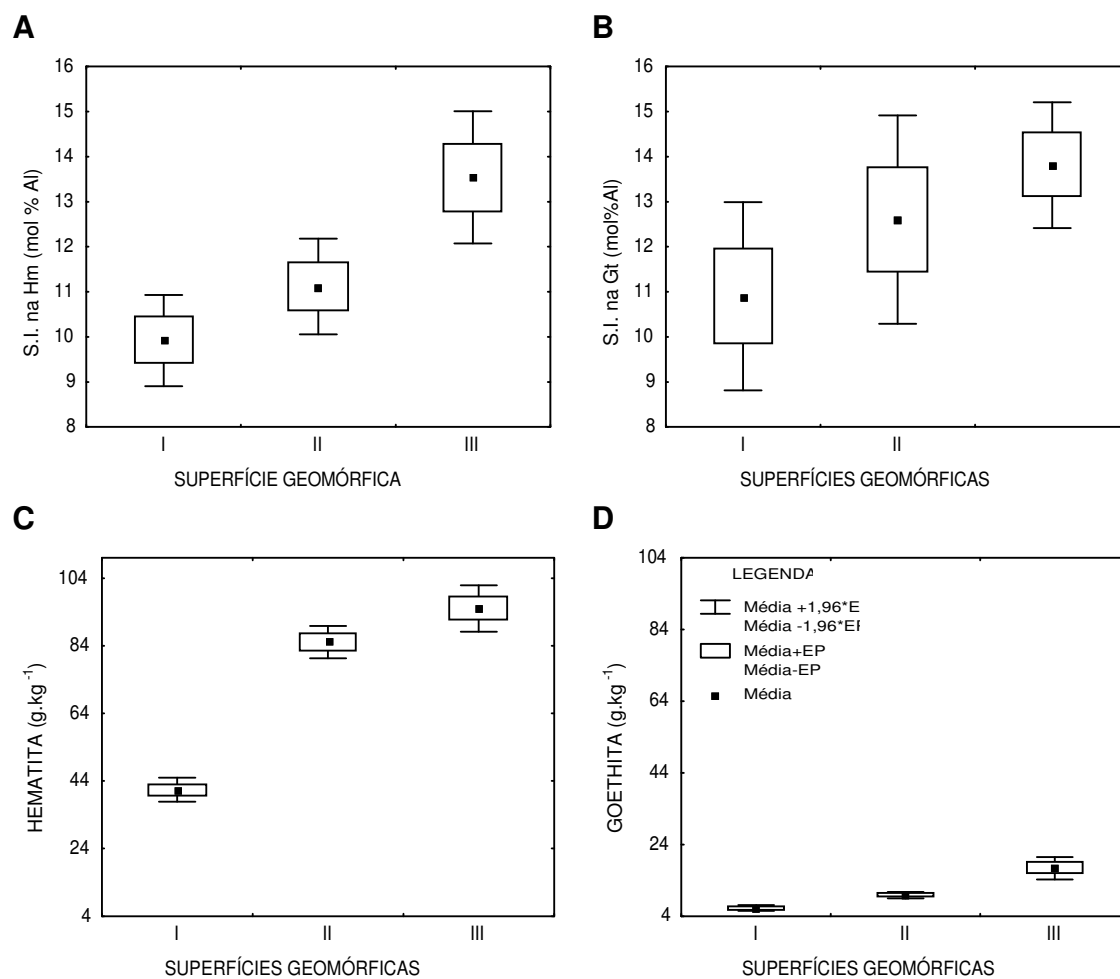 A
16
15
14
13
12
11
10
9
8
S.I. na Hm (mol % Al)
I II III
SUPERFÍCIE GEOMÓRFICA
B
16
15
14
13
12
11
10
9
8
S.I. na Gt (mol%Al)
I II
SUPERFÍCIES GEOMÓRFICAS
C
104
84
64
44
24
4
HEMATITA (g.kg⁻¹)
I II III
SUPERFÍCIES GEOMÓRFICAS
D
104
84
64
44
24
4
GOETHITA (g.kg⁻¹)
LEGENDA
Média +1,96*E
Média -1,96*EP
Média+EP
Média-EP
Média
I II III
SUPERFÍCIES GEOMÓRFICAS